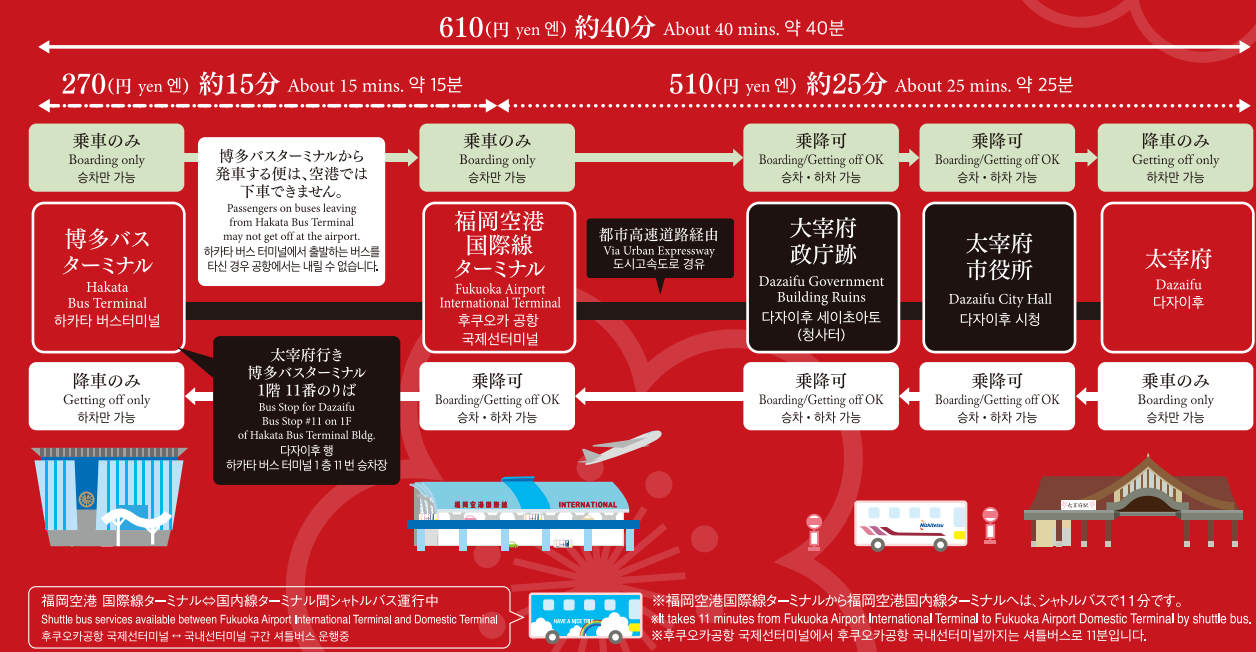 610(円 yen 엔) 約40分 About 40 mins. 약 40분
270(円 yen 엔) 約15分 About 15 mins. 약 15분
510(円 yen 엔) 約25分 About 25 mins. 약 25분
乗車のみ
Boarding only
승차만 가능
博多バスターミナルから
発車する便は、空港では
下車できません。
Passengers on buses leaving
from Hakata Bus Terminal
may not get off at the airport.
하카타 버스 터미널에서 출발하는 버스를
타신 경우 공항에서는 내릴 수 없습니다.
乗車のみ
Boarding only
승차만 가능
乗降可
Boarding/Getting off OK
승차・하차 가능
乗降可
Boarding/Getting off OK
승차・하차 가능
降車のみ
Getting off only
하차만 가능
博多バス
ターミナル
Hakata
Bus Terminal
하카타 버스터미널
福岡空港
国際線
ターミナル
Fukuoka Airport
International Terminal
후쿠오카 공항
국제선터미널
都市高速道路経由
Via Urban Expressway
도시고속도로 경유
大宰府
政庁跡
Dazaifu Government
Building Ruins
다자이후 세이쵸아토
(청사터)
太宰府
市役所
Dazaifu City Hall
다자이후 시청
太宰府
Dazaifu
다자이후
降車のみ
Getting off only
하차만 가능
太宰府行き
博多バスターミナル
1階 11番のりば
Bus Stop for Dazaifu
Bus Stop #11 on 1F
of Hakata Bus Terminal Bldg.
다자이후 행
하카타 버스 터미널 1층 11번 승차장
乗降可
Boarding/Getting off OK
승차・하차 가능
乗降可
Boarding/Getting off OK
승차・하차 가능
乗降可
Boarding/Getting off OK
승차・하차 가능
乗車のみ
Boarding only
승차만 가능
福岡空港国際線 INTERNATIONAL
Nishitetsu
太宰府駅
福岡空港 国際線ターミナル⇔国内線ターミナル間シャトルバス運行中
Shuttle bus services available between Fukuoka Airport International Terminal and Domestic Terminal
후쿠오카공항 국제선터미널 ↔ 국내선터미널 구간 셔틀버스 운행중
HAVE A NICE TRIP
※福岡空港国際線ターミナルから福岡空港国内線ターミナルへは、シャトルバスで11分です。
※It takes 11 minutes from Fukuoka Airport International Terminal to Fukuoka Airport Domestic Terminal by shuttle bus.
※후쿠오카공항 국제선터미널에서 후쿠오카공항 국내선터미널까지는 셔틀버스로 11분입니다.